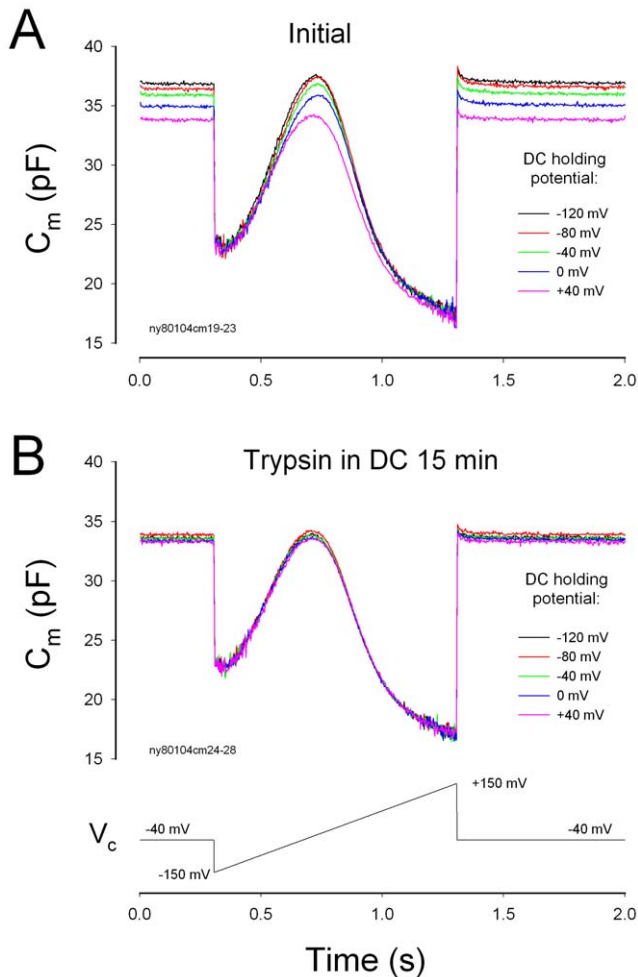 A
Initial
40
35
30
25
20
15
Cm (pF)
DC holding
potential:
-120 mV
-80 mV
-40 mV
0 mV
+40 mV
ny80104cm19-23
0.0 0.5 1.0 1.5 2.0
B
Trypsin in DC 15 min
40
35
30
25
20
15
Cm (pF)
DC holding
potential:
-120 mV
-80 mV
-40 mV
0 mV
+40 mV
ny80104cm24-28
+150 mV
Vc
-40 mV
-40 mV
-150 mV
0.0 0.5 1.0 1.5 2.0
Time (s)